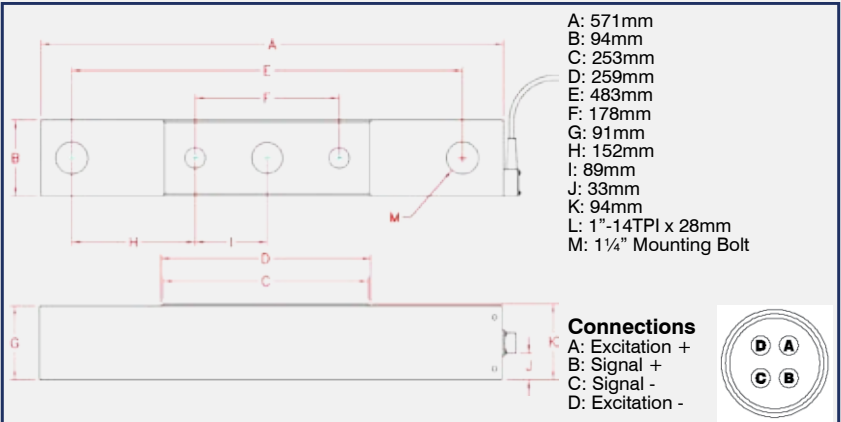 A
E
F
B
M
H
I
D
C
G
J
K
A: 571mm
B: 94mm
C: 253mm
D: 259mm
E: 483mm
F: 178mm
G: 91mm
H: 152mm
I: 89mm
J: 33mm
K: 94mm
L: 1”-14TPI x 28mm
M: 1¼” Mounting Bolt
Connections
A: Excitation +
B: Signal +
C: Signal -
D: Excitation -
D A
C B